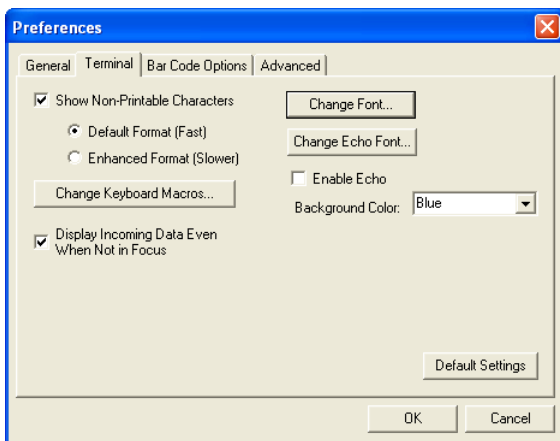 Preferences
General Terminal Bar Code Options Advanced
Show Non-Printable Characters
Default Format (Fast)
Enhanced Format (Slower)
Change Keyboard Macros...
Display Incoming Data Even
When Not in Focus
Change Font...
Change Echo Font...
Enable Echo
Background Color: Blue
Default Settings
OK Cancel